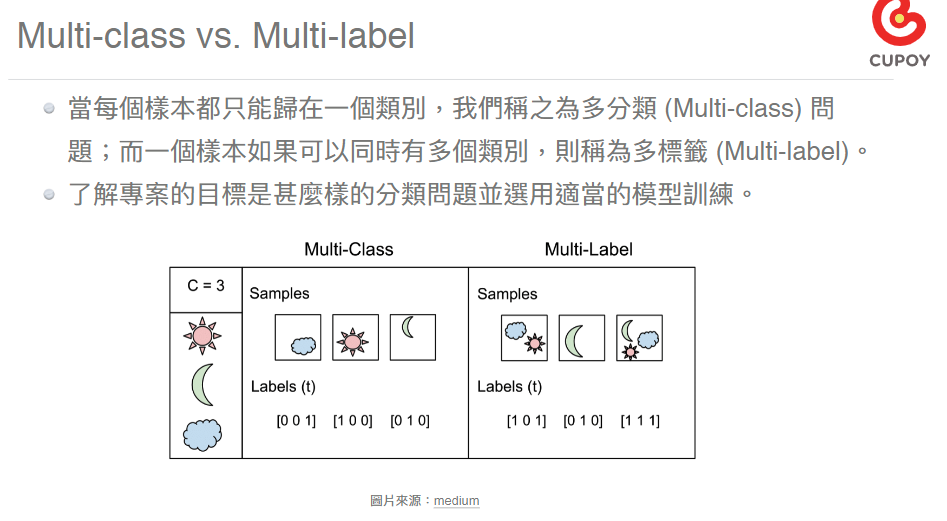 Multi-class vs. Multi-label
CUPOY
當每個樣本都只能歸在一個類別，我們稱之為多分類 (Multi-class) 問
題；而一個樣本如果可以同時有多個類別，則稱為多標籤 (Multi-label)。
了解專案的目標是甚麼樣的分類問題並選用適當的模型訓練。
Multi-Class
Multi-Label
C = 3
Samples
Labels (t)
[0 0 1] [1 0 0] [0 1 0]
Samples
Labels (t)
[1 0 1] [0 1 0] [1 1 1]
圖片來源：medium